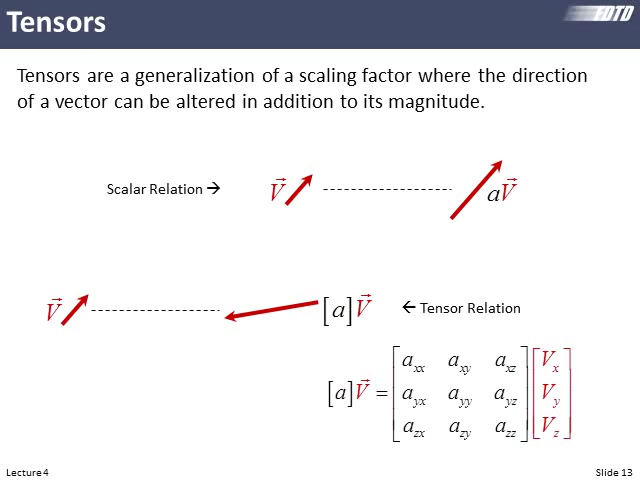 Tensors
FDTD
Tensors are a generalization of a scaling factor where the direction
of a vector can be altered in addition to its magnitude.
Scalar Relation → V⃗ aV⃗
V⃗ [a]V⃗ ← Tensor Relation
[a]V⃗ = [a_xx a_xy a_xz] [V_x]
[a_yx a_yy a_yz] [V_y]
[a_zx a_zy a_zz] [V_z]
Lecture 4 Slide 13